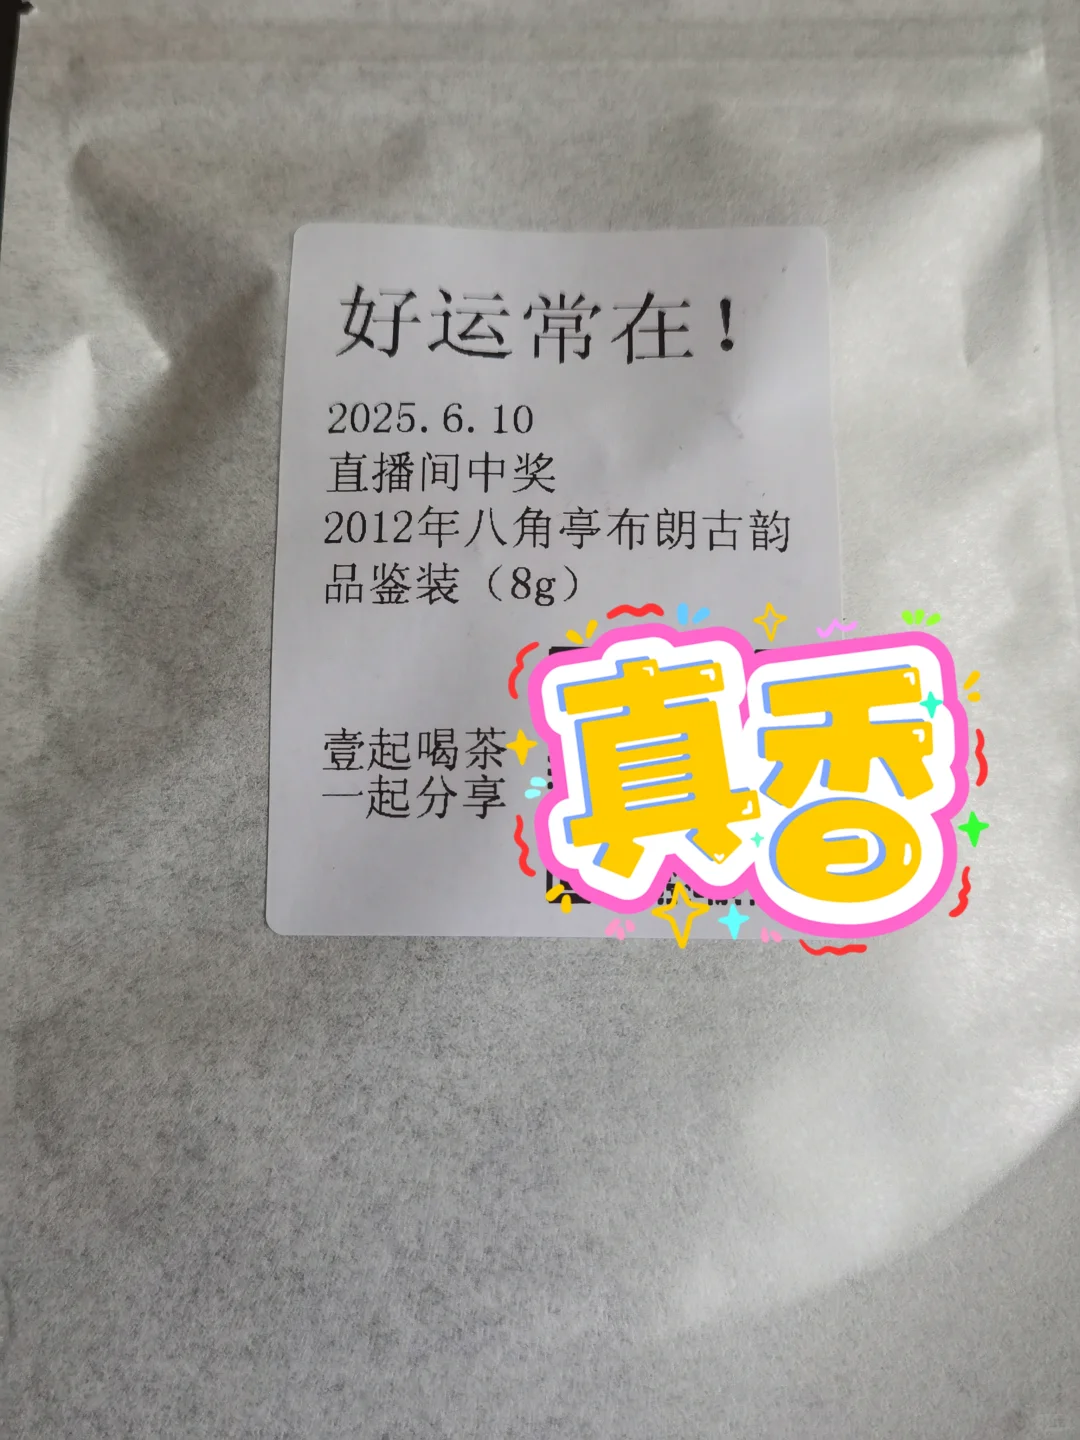 好运常在！
2025.6.10
直播间中奖
2012年八角亭布朗古韵
品鉴装（8g）
壹起喝茶
一起分享
真香